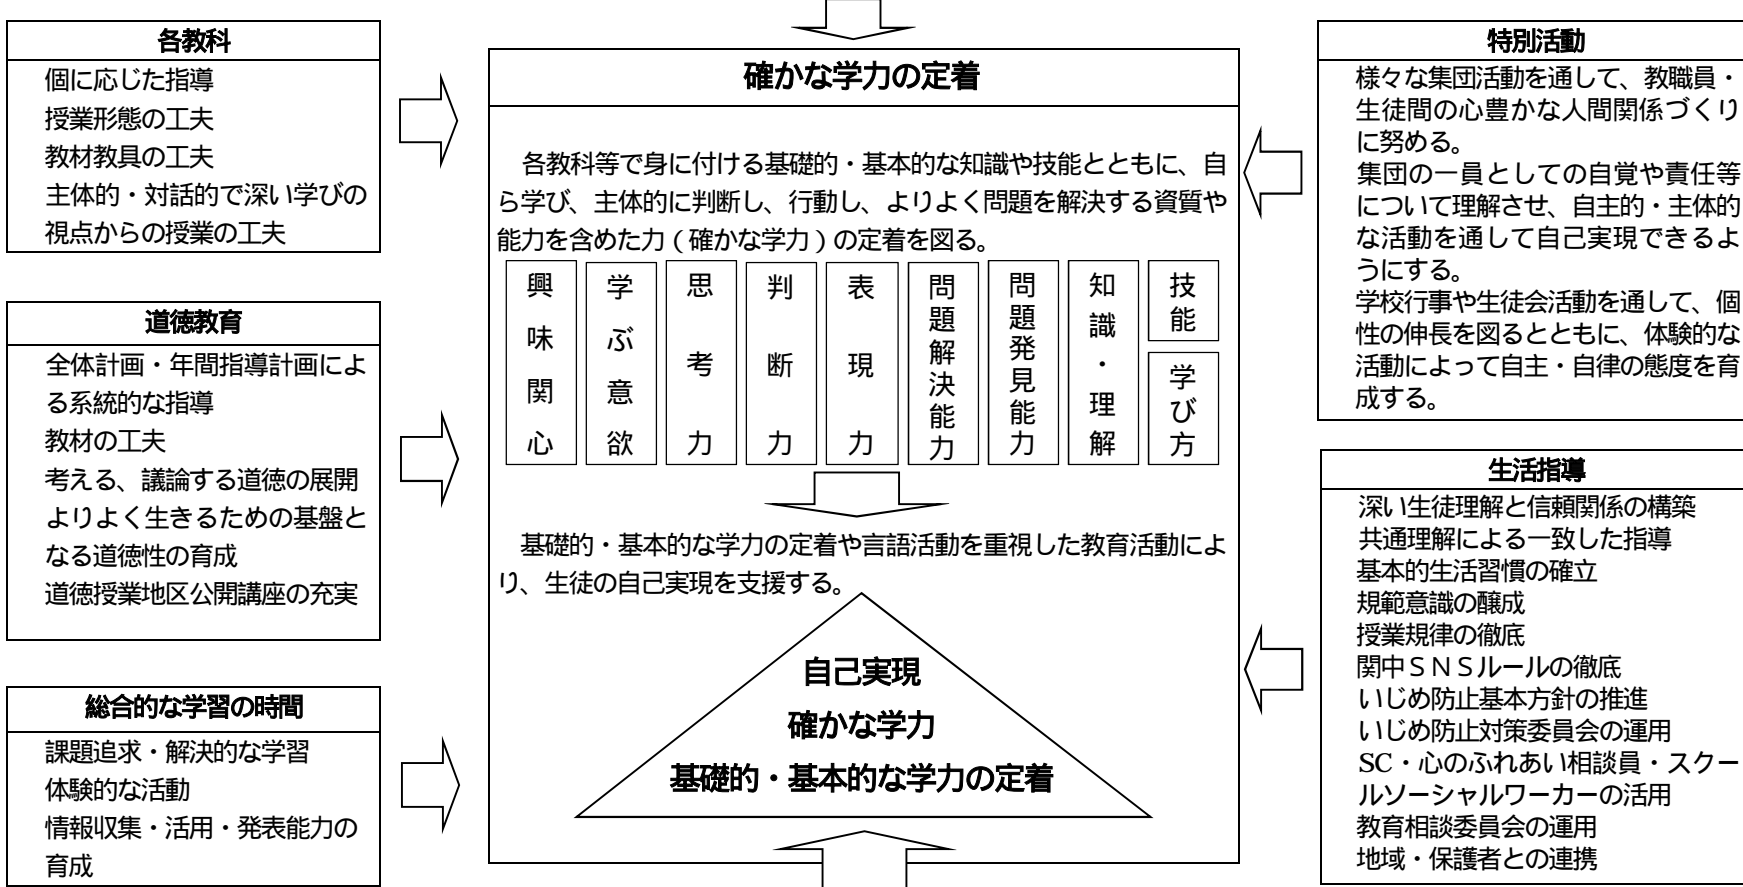 各教科
個に応じた指導
授業形態の工夫
教材教具の工夫
主体的・対話的で深い学びの
視点からの授業の工夫
道徳教育
全体計画・年間指導計画によ
る系統的な指導
教材の工夫
考える、議論する道徳の展開
よりよく生きるための基盤と
なる道徳性の育成
道徳授業地区公開講座の充実
総合的な学習の時間
課題追求・解決的な学習
体験的な活動
情報収集・活用・発表能力の
育成
確かな学力の定着
各教科等で身に付ける基礎的・基本的な知識や技能とともに、自
ら学び、主体的に判断し、行動し、よりよく問題を解決する資質や
能力を含めた力（確かな学力）の定着を図る。
興味関心
学ぶ意欲
思考力
判断力
表現力
問題解決能力
問題発見能力
知識・理解
技能
学び方
基礎的・基本的な学力の定着や言語活動を重視した教育活動によ
り、生徒の自己実現を支援する。
自己実現
確かな学力
基礎的・基本的な学力の定着
特別活動
様々な集団活動を通して、教職員・
生徒間の心豊かな人間関係づくり
に努める。
集団の一員としての自覚や責任等
について理解させ、自主的・主体的
な活動を通して自己実現できるよ
うにする。
学校行事や生徒会活動を通して、個
性の伸長を図るとともに、体験的な
活動によって自主・自律の態度を育
成する。
生活指導
深い生徒理解と信頼関係の構築
共通理解による一致した指導
基本的生活習慣の確立
規範意識の醸成
授業規律の徹底
関中ＳＮＳルールの徹底
いじめ防止基本方針の推進
いじめ防止対策委員会の運用
SC・心のふれあい相談員・スクー
ルソーシャルワーカーの活用
教育相談委員会の運用
地域・保護者との連携